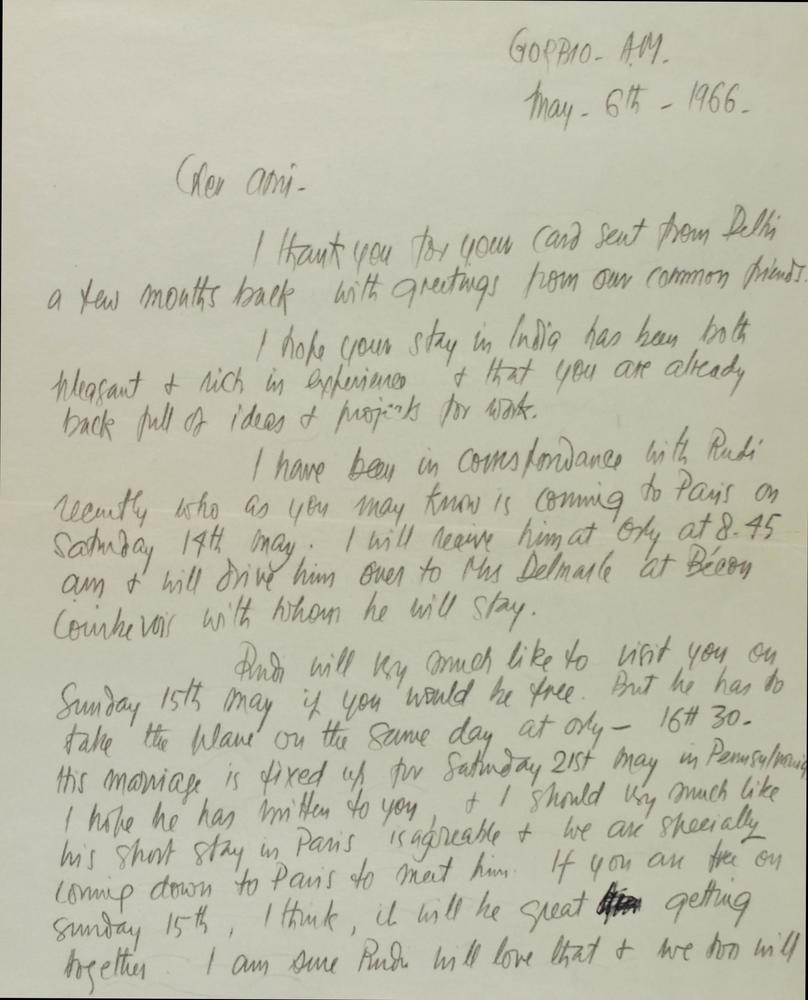 GORBIO - A.M.
May - 6th - 1966 -
Cher ami -
I thank you for your card sent from Delhi
a few months back with greetings from our common friends.
I hope your stay in India has been both
pleasant & rich in experience & that you are already
back full of ideas & projects for work.
I have been in correspondance with Rudi
recently who as you may know is coming to Paris on
Saturday 14th May. I will receive him at Orly at 8.45
am & will drive him over to Mrs Delmarle at Bécon
Courbevoir with whom he will stay.
Rudi will very much like to visit you on
Sunday 15th May if you would be free. But he has to
take the plane on the same day at Orly - 16H 30 -
His marriage is fixed up for Saturday 21st May in Pennsylvania
I hope he has written to you, & I should very much like
his short stay in Paris is agreable & we are specially
coming down to Paris to meet him. If you are free on
Sunday 15th, I think, it will be great getting
together. I am sure Rudi will love that & we too will